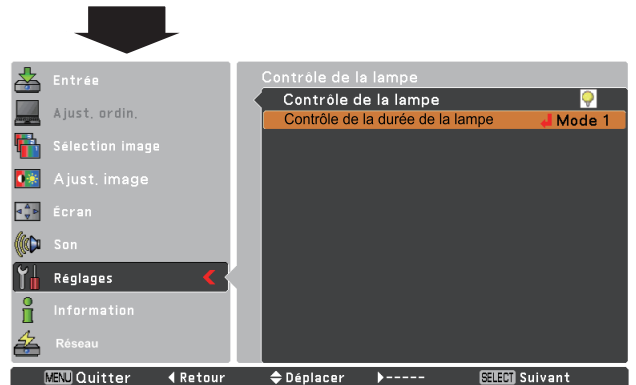 Entrée
Ajust. ordin.
Sélection image
Ajust. image
Écran
Son
Réglages
Information
Réseau
Contrôle de la lampe
Contrôle de la lampe
Contrôle de la durée de la lampe Mode 1
MENU Quitter Retour Déplacer ----- SELECT Suivant